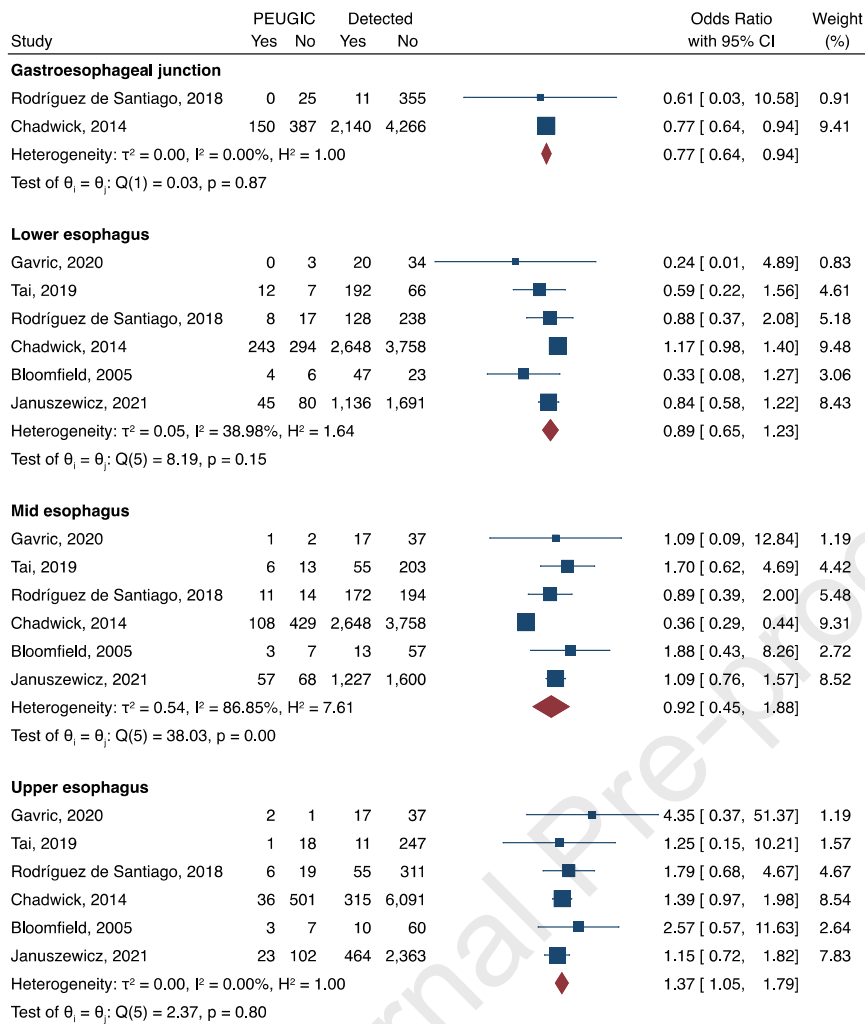 PEUGIC Detected Odds Ratio Weight
Study Yes No Yes No with 95% CI (%)
Gastroesophageal junction
Rodríguez de Santiago, 2018 0 25 11 355 0.61 [ 0.03, 10.58] 0.91
Chadwick, 2014 150 387 2,140 4,266 0.77 [ 0.64, 0.94] 9.41
Heterogeneity: τ² = 0.00, I² = 0.00%, H² = 1.00 0.77 [ 0.64, 0.94]
Test of θᵢ = θⱼ: Q(1) = 0.03, p = 0.87
Lower esophagus
Gavric, 2020 0 3 20 34 0.24 [ 0.01, 4.89] 0.83
Tai, 2019 12 7 192 66 0.59 [ 0.22, 1.56] 4.61
Rodríguez de Santiago, 2018 8 17 128 238 0.88 [ 0.37, 2.08] 5.18
Chadwick, 2014 243 294 2,648 3,758 1.17 [ 0.98, 1.40] 9.48
Bloomfield, 2005 4 6 47 23 0.33 [ 0.08, 1.27] 3.06
Januszewicz, 2021 45 80 1,136 1,691 0.84 [ 0.58, 1.22] 8.43
Heterogeneity: τ² = 0.05, I² = 38.98%, H² = 1.64 0.89 [ 0.65, 1.23]
Test of θᵢ = θⱼ: Q(5) = 8.19, p = 0.15
Mid esophagus
Gavric, 2020 1 2 17 37 1.09 [ 0.09, 12.84] 1.19
Tai, 2019 6 13 55 203 1.70 [ 0.62, 4.69] 4.42
Rodríguez de Santiago, 2018 11 14 172 194 0.89 [ 0.39, 2.00] 5.48
Chadwick, 2014 108 429 2,648 3,758 0.36 [ 0.29, 0.44] 9.31
Bloomfield, 2005 3 7 13 57 1.88 [ 0.43, 8.26] 2.72
Januszewicz, 2021 57 68 1,227 1,600 1.09 [ 0.76, 1.57] 8.52
Heterogeneity: τ² = 0.54, I² = 86.85%, H² = 7.61 0.92 [ 0.45, 1.88]
Test of θᵢ = θⱼ: Q(5) = 38.03, p = 0.00
Upper esophagus
Gavric, 2020 2 1 17 37 4.35 [ 0.37, 51.37] 1.19
Tai, 2019 1 18 11 247 1.25 [ 0.15, 10.21] 1.57
Rodríguez de Santiago, 2018 6 19 55 311 1.79 [ 0.68, 4.67] 4.67
Chadwick, 2014 36 501 315 6,091 1.39 [ 0.97, 1.98] 8.54
Bloomfield, 2005 3 7 10 60 2.57 [ 0.57, 11.63] 2.64
Januszewicz, 2021 23 102 464 2,363 1.15 [ 0.72, 1.82] 7.83
Heterogeneity: τ² = 0.00, I² = 0.00%, H² = 1.00 1.37 [ 1.05, 1.79]
Test of θᵢ = θⱼ: Q(5) = 2.37, p = 0.80
rnal Pre-proo